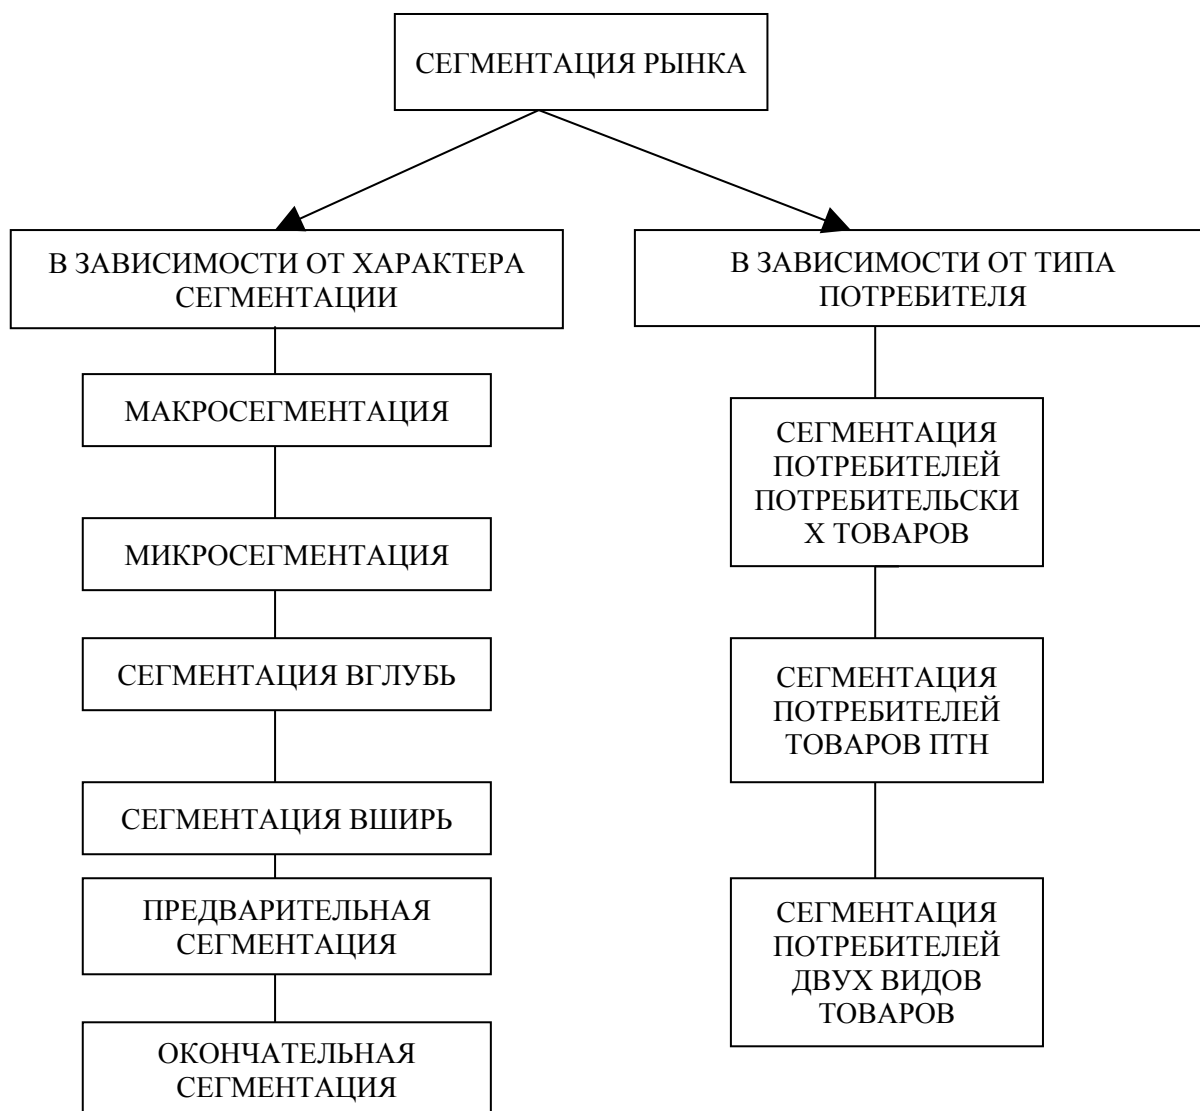 СЕГМЕНТАЦИЯ РЫНКА
В ЗАВИСИМОСТИ ОТ ХАРАКТЕРА
СЕГМЕНТАЦИИ
МАКРОСЕГМЕНТАЦИЯ
МИКРОСЕГМЕНТАЦИЯ
СЕГМЕНТАЦИЯ ВГЛУБЬ
СЕГМЕНТАЦИЯ ВШИРЬ
ПРЕДВАРИТЕЛЬНАЯ
СЕГМЕНТАЦИЯ
ОКОНЧАТЕЛЬНАЯ
СЕГМЕНТАЦИЯ
В ЗАВИСИМОСТИ ОТ ТИПА
ПОТРЕБИТЕЛЯ
СЕГМЕНТАЦИЯ
ПОТРЕБИТЕЛЕЙ
ПОТРЕБИТЕЛЬСКИ
Х ТОВАРОВ
СЕГМЕНТАЦИЯ
ПОТРЕБИТЕЛЕЙ
ТОВАРОВ ПТН
СЕГМЕНТАЦИЯ
ПОТРЕБИТЕЛЕЙ
ДВУХ ВИДОВ
ТОВАРОВ